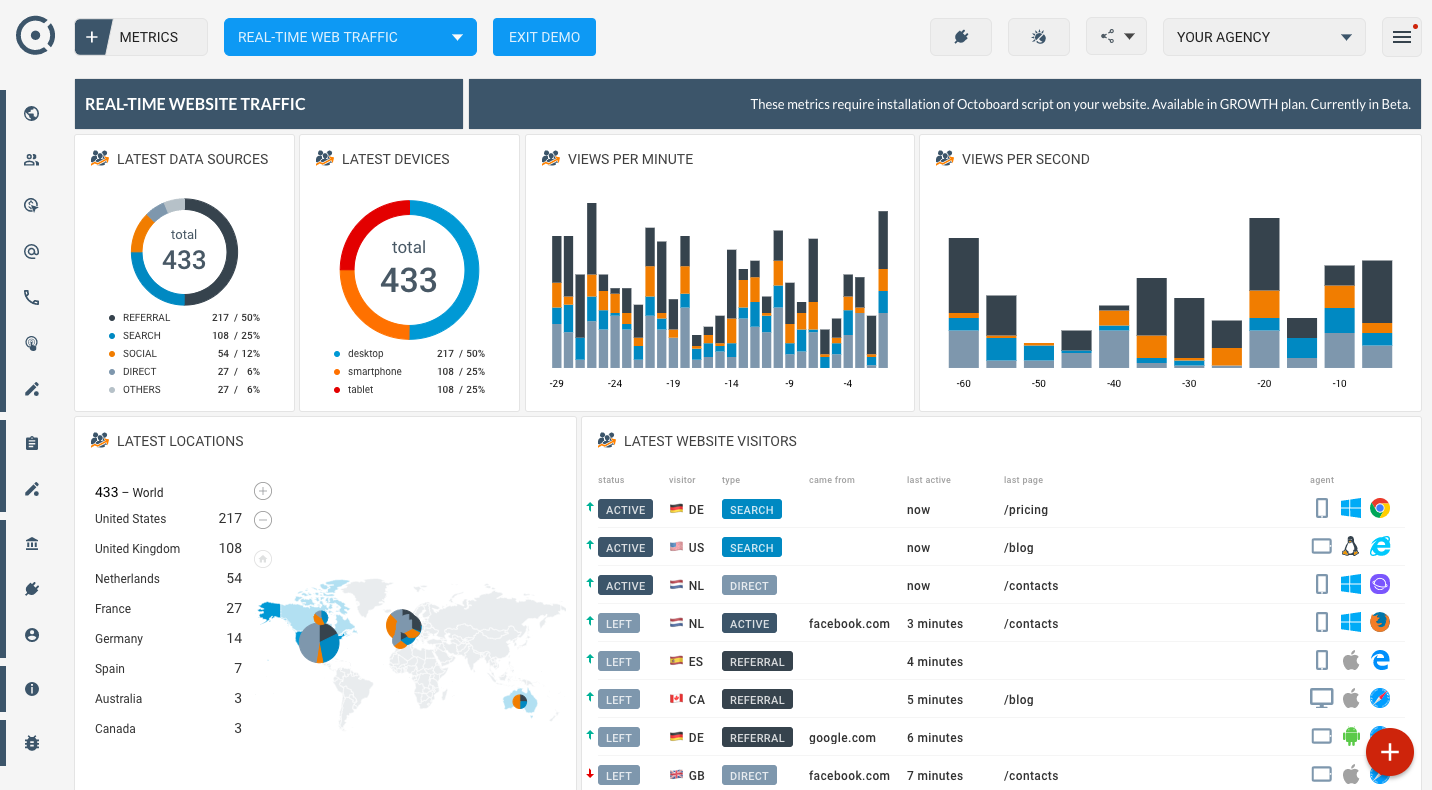 METRICS
REAL-TIME WEB TRAFFIC
EXIT DEMO
YOUR AGENCY
REAL-TIME WEBSITE TRAFFIC
These metrics require installation of Octoboard script on your website. Available in GROWTH plan. Currently in Beta.
LATEST DATA SOURCES
total
433
REFERRAL 217 / 50%
SEARCH 108 / 25%
SOCIAL 54 / 12%
DIRECT 27 / 6%
OTHERS 27 / 6%
LATEST DEVICES
total
433
desktop 217 / 50%
smartphone 108 / 25%
tablet 108 / 25%
VIEWS PER MINUTE
-29 -24 -19 -14 -9 -4
VIEWS PER SECOND
-60 -50 -40 -30 -20 -10
LATEST LOCATIONS
433 – World
United States 217
United Kingdom 108
Netherlands 54
France 27
Germany 14
Spain 7
Australia 3
Canada 3
LATEST WEBSITE VISITORS
status visitor type came from last active last page agent
ACTIVE DE SEARCH now /pricing
ACTIVE US SEARCH now /blog
ACTIVE NL DIRECT now /contacts
LEFT NL ACTIVE facebook.com 3 minutes /contacts
LEFT ES REFERRAL 4 minutes
LEFT CA REFERRAL 5 minutes /blog
LEFT DE REFERRAL google.com 6 minutes
LEFT GB DIRECT facebook.com 7 minutes /contacts